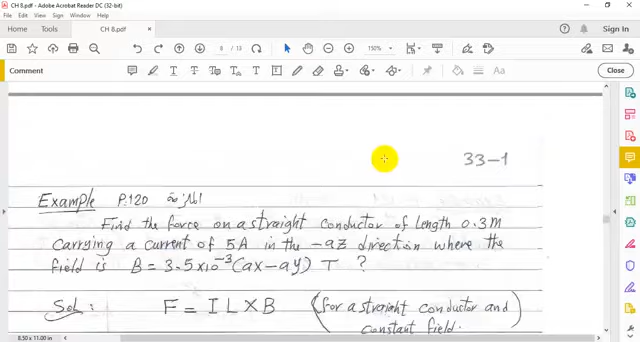 CH 8.pdf - Adobe Acrobat Reader DC (32-bit)
File Edit View Sign Window Help
Home Tools CH 8.pdf × Sign In
8 / 13 150%
Comment Close
33-1
Example P.120
Find the force on a straight conductor of length 0.3m
carrying a current of 5A in the -az direction where the
field is B = 3.5x10⁻³ (ax-ay) T ?
Sol: F = I L X B (for a straight conductor and
constant field.)
8.50 x 11.00 in